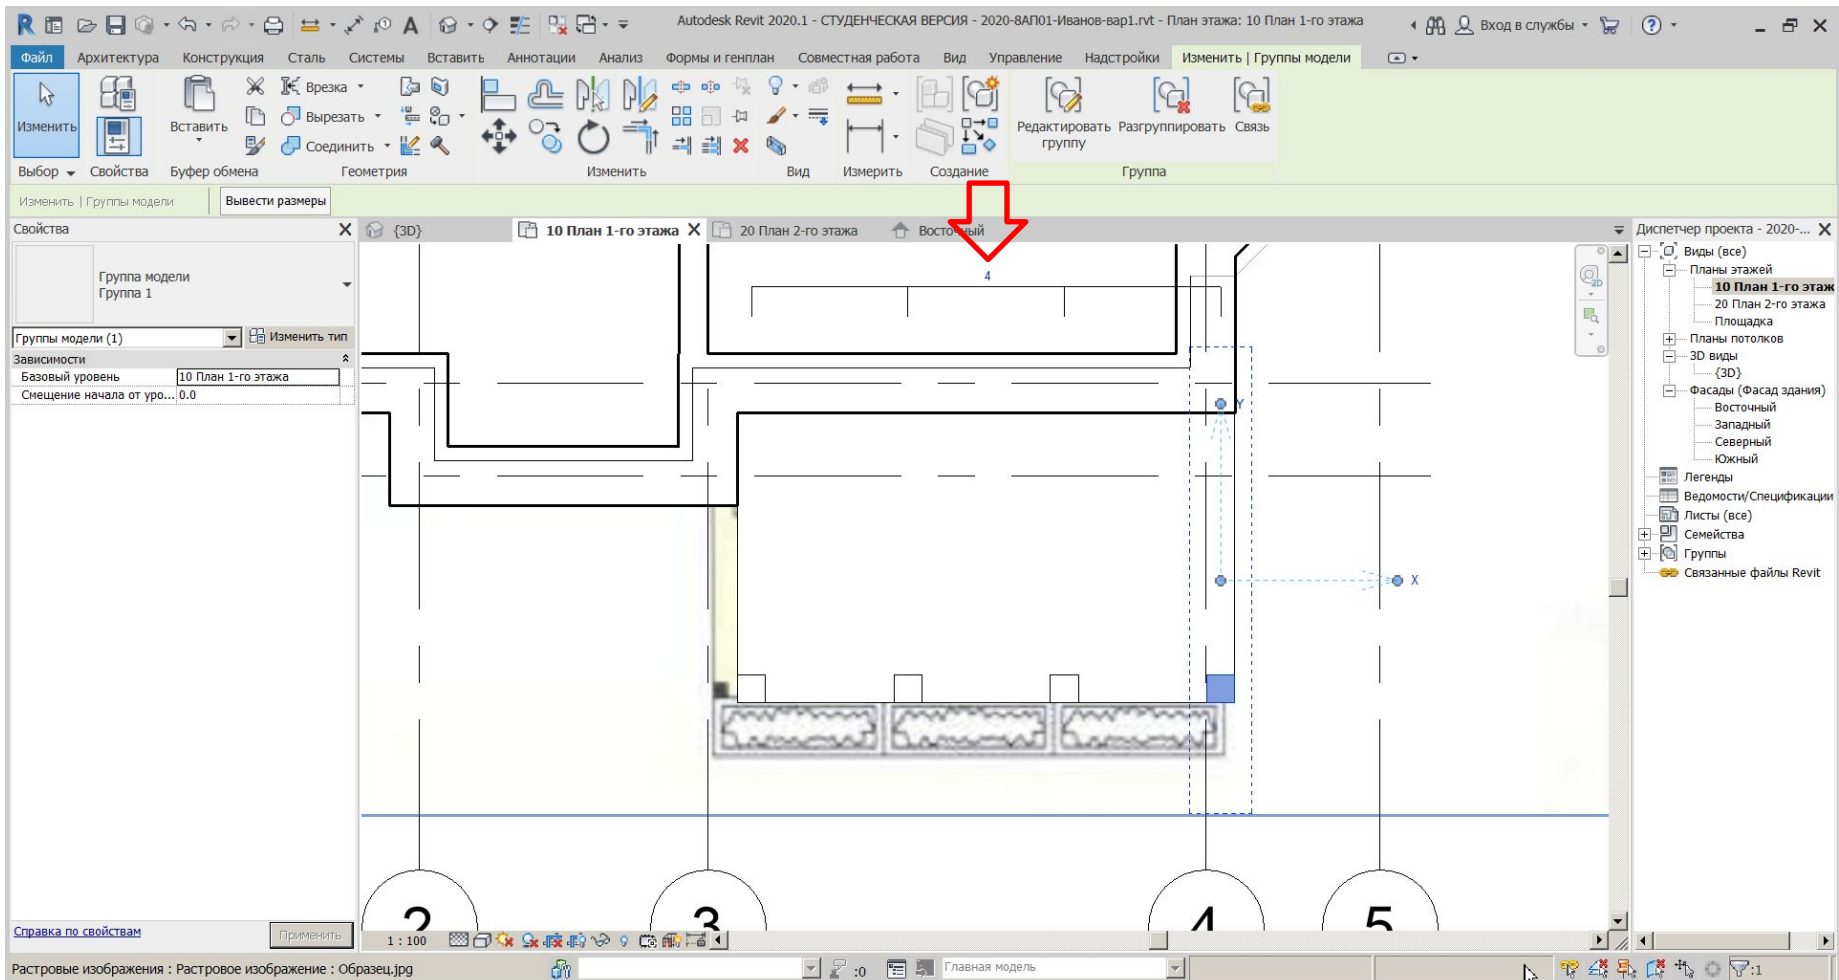 Autodesk Revit 2020.1 - СТУДЕНЧЕСКАЯ ВЕРСИЯ - 2020-8АП01-Иванов-вар1.rvt - План этажа: 10 План 1-го этажа
Вход в службы
Файл Архитектура Конструкция Сталь Системы Вставить Аннотации Анализ Формы и генплан Совместная работа Вид Управление Надстройки Изменить | Группы модели
Изменить
Вставить
Врезка
Вырезать
Соединить
Редактировать группу
Разгруппировать
Связь
Выбор Свойства Буфер обмена Геометрия Изменить Вид Измерить Создание Группа
Изменить | Группы модели Вывести размеры
Свойства
{3D} 10 План 1-го этажа 20 План 2-го этажа Восточный
Диспетчер проекта - 2020-...
Группа модели
Группа 1
Группы модели (1) Изменить тип
Зависимости
Базовый уровень 10 План 1-го этажа
Смещение начала от уро... 0.0
4
Y
X
2 3 4 5
2D
Виды (все)
Планы этажей
10 План 1-го этаж
20 План 2-го этажа
Площадка
Планы потолков
3D виды
{3D}
Фасады (Фасад здания)
Восточный
Западный
Северный
Южный
Легенды
Ведомости/Спецификации
Листы (все)
Семейства
Группы
Связанные файлы Revit
Справка по свойствам Применить
1 : 100
Растровые изображения : Растровое изображение : Образец.jpg
:0 Главная модель :1